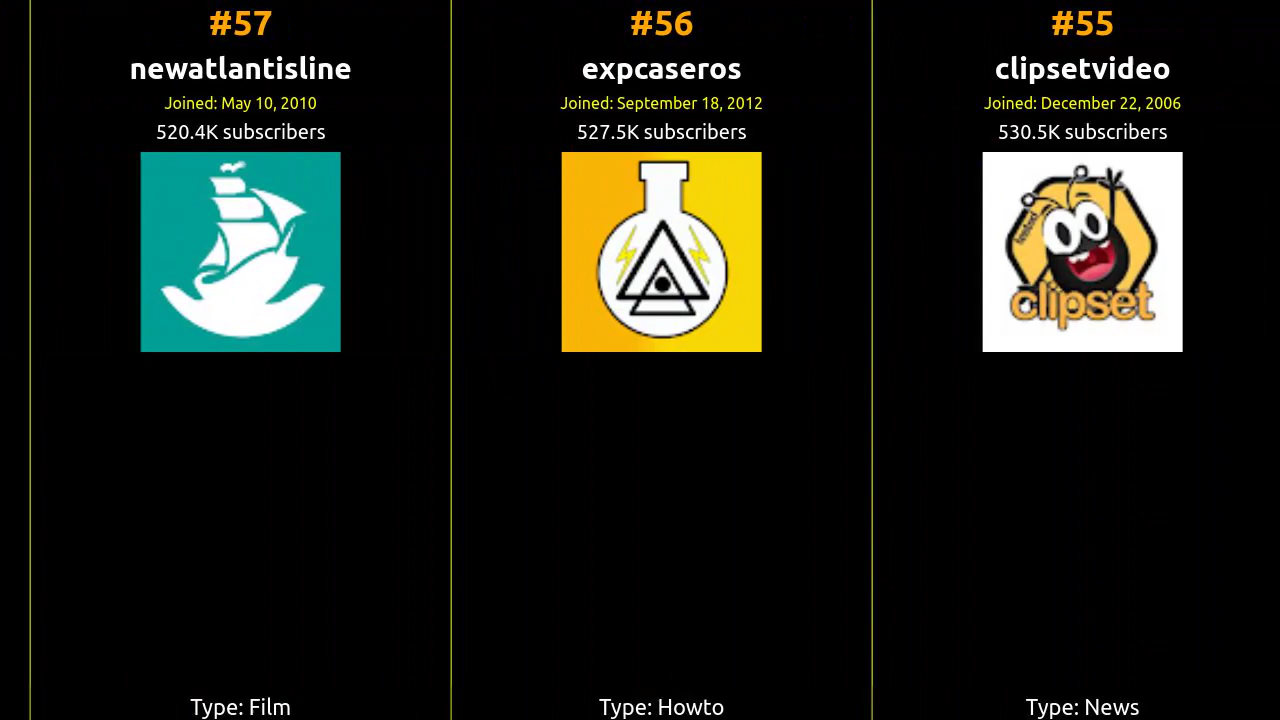 #57
newatlantisline
Joined: May 10, 2010
520.4K subscribers
Type: Film
#56
expcaseros
Joined: September 18, 2012
527.5K subscribers
Type: Howto
#55
clipsetvideo
Joined: December 22, 2006
530.5K subscribers
clipset
Type: News